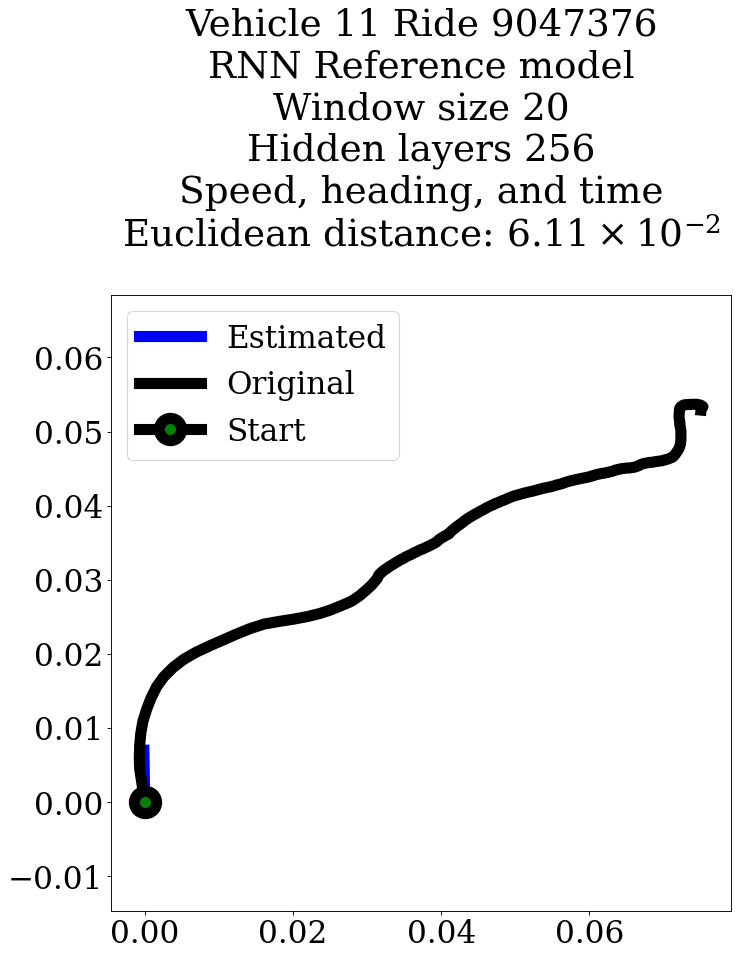 Vehicle 11 Ride 9047376
RNN Reference model
Window size 20
Hidden layers 256
Speed, heading, and time
Euclidean distance: 6.11 × 10⁻²
Estimated
Original
Start
0.06
0.05
0.04
0.03
0.02
0.01
0.00
−0.01
0.00 0.02 0.04 0.06